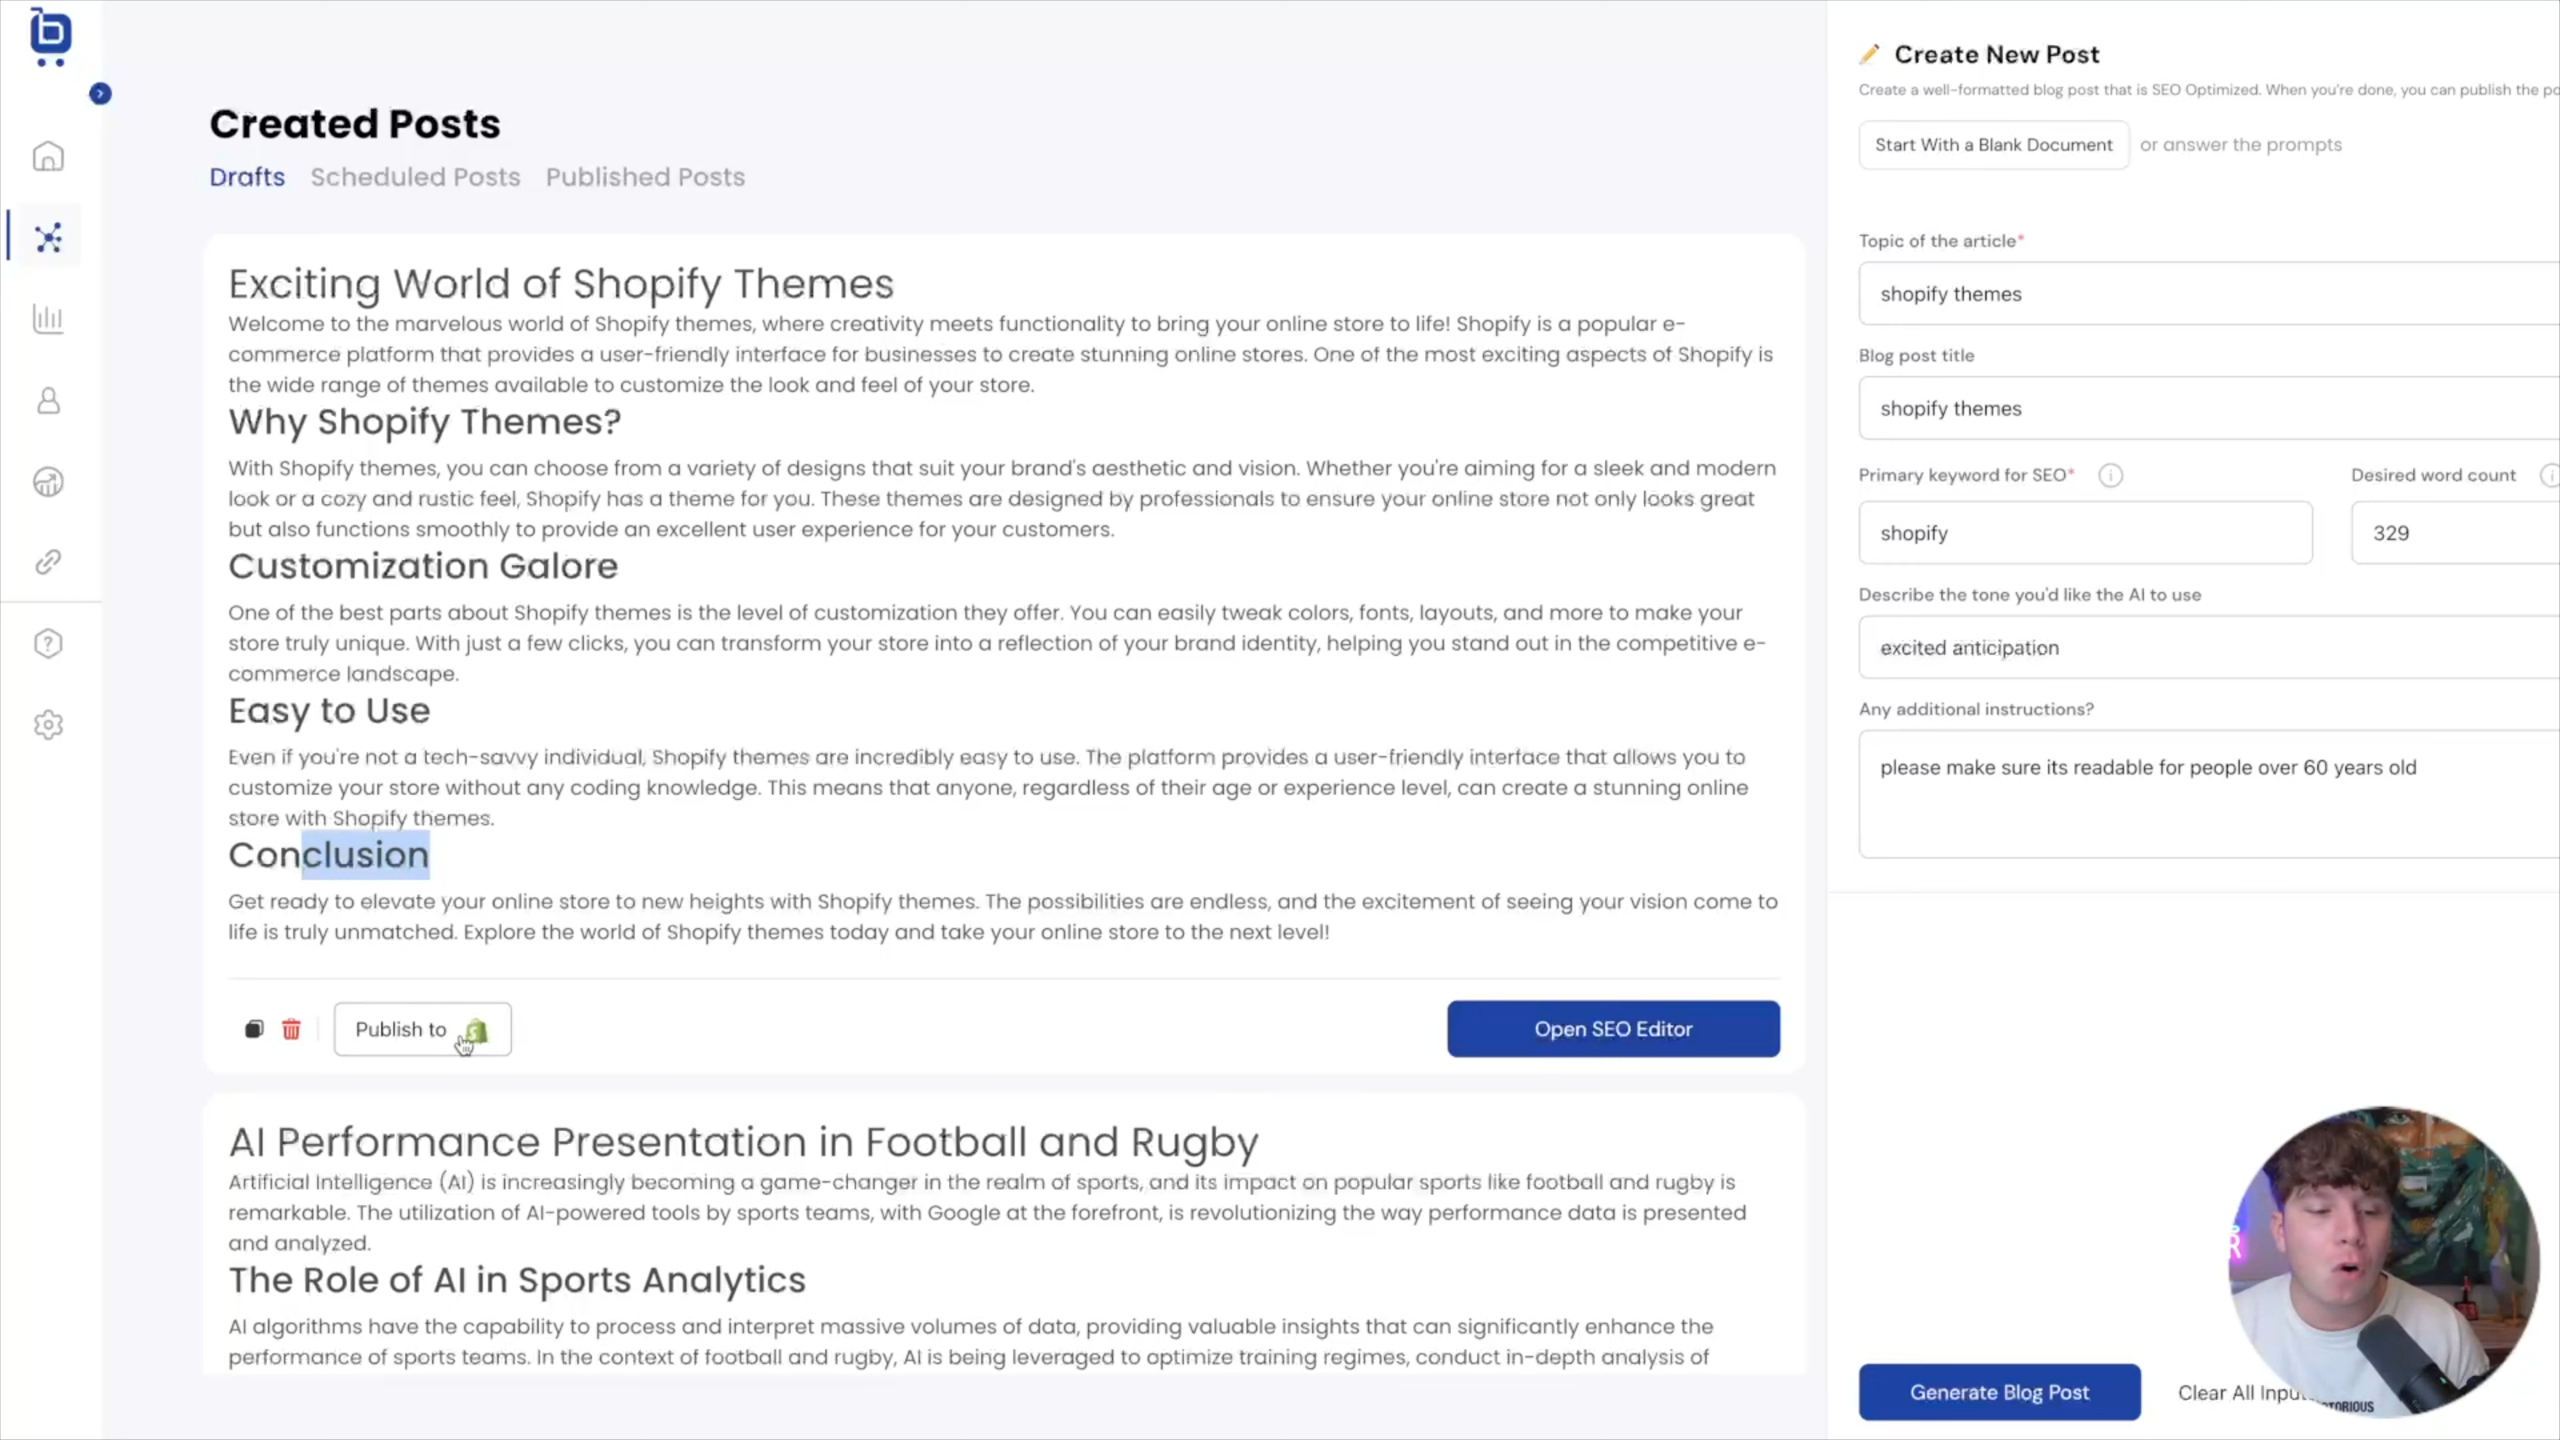 Created Posts
Drafts Scheduled Posts Published Posts
Exciting World of Shopify Themes
Welcome to the marvelous world of Shopify themes, where creativity meets functionality to bring your online store to life! Shopify is a popular e-
commerce platform that provides a user-friendly interface for businesses to create stunning online stores. One of the most exciting aspects of Shopify is
the wide range of themes available to customize the look and feel of your store.
Why Shopify Themes?
With Shopify themes, you can choose from a variety of designs that suit your brand's aesthetic and vision. Whether you're aiming for a sleek and modern
look or a cozy and rustic feel, Shopify has a theme for you. These themes are designed by professionals to ensure your online store not only looks great
but also functions smoothly to provide an excellent user experience for your customers.
Customization Galore
One of the best parts about Shopify themes is the level of customization they offer. You can easily tweak colors, fonts, layouts, and more to make your
store truly unique. With just a few clicks, you can transform your store into a reflection of your brand identity, helping you stand out in the competitive e-
commerce landscape.
Easy to Use
Even if you're not a tech-savvy individual, Shopify themes are incredibly easy to use. The platform provides a user-friendly interface that allows you to
customize your store without any coding knowledge. This means that anyone, regardless of their age or experience level, can create a stunning online
store with Shopify themes.
Conclusion
Get ready to elevate your online store to new heights with Shopify themes. The possibilities are endless, and the excitement of seeing your vision come to
life is truly unmatched. Explore the world of Shopify themes today and take your online store to the next level!
Publish to
Open SEO Editor
AI Performance Presentation in Football and Rugby
Artificial Intelligence (AI) is increasingly becoming a game-changer in the realm of sports, and its impact on popular sports like football and rugby is
remarkable. The utilization of AI-powered tools by sports teams, with Google at the forefront, is revolutionizing the way performance data is presented
and analyzed.
The Role of AI in Sports Analytics
AI algorithms have the capability to process and interpret massive volumes of data, providing valuable insights that can significantly enhance the
performance of sports teams. In the context of football and rugby, AI is being leveraged to optimize training regimes, conduct in-depth analysis of
Create New Post
Create a well-formatted blog post that is SEO Optimized. When you're done, you can publish the po
Start With a Blank Document or answer the prompts
Topic of the article*
shopify themes
Blog post title
shopify themes
Primary keyword for SEO* Desired word count
shopify 329
Describe the tone you'd like the AI to use
excited anticipation
Any additional instructions?
please make sure its readable for people over 60 years old
Generate Blog Post Clear All Inpu
TORIOUS